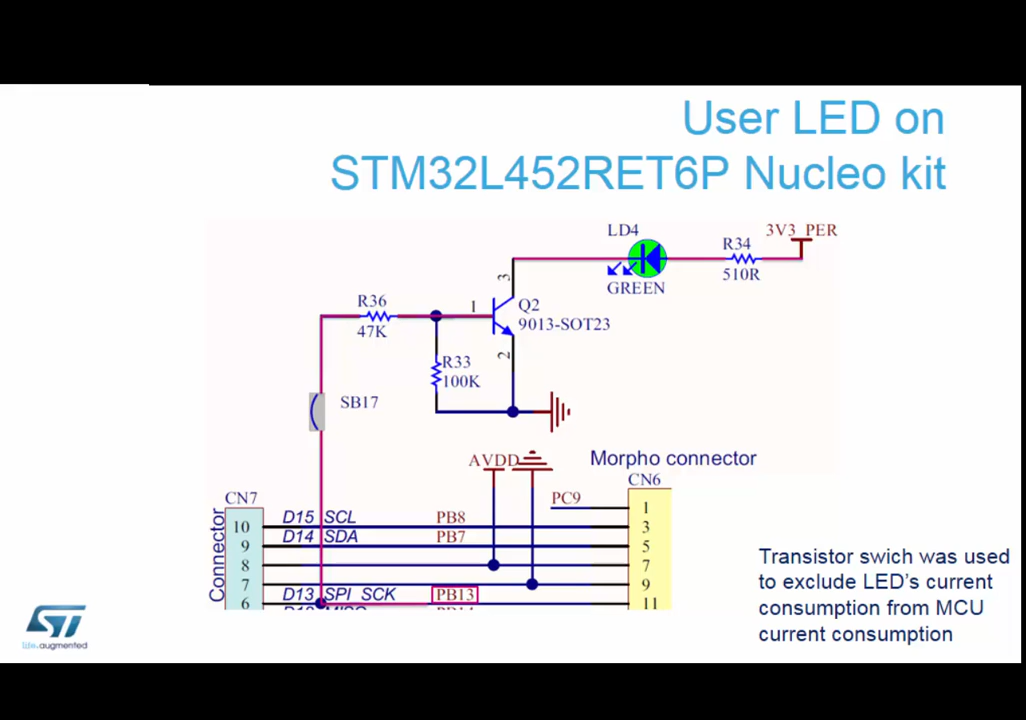 User LED on
STM32L452RET6P Nucleo kit
LD4
GREEN
R34
510R
3V3_PER
R36
47K
1
3
2
Q2
9013-SOT23
R33
100K
SB17
AVDD
Morpho connector
CN6
CN7
Connector
PC9
1
10 D15 SCL PB8 3
9 D14 SDA PB7 5
8 7
7 9
6 D13 SPI_SCK PB13 11
Transistor swich was used
to exclude LED's current
consumption from MCU
current consumption
ST
life.augmented